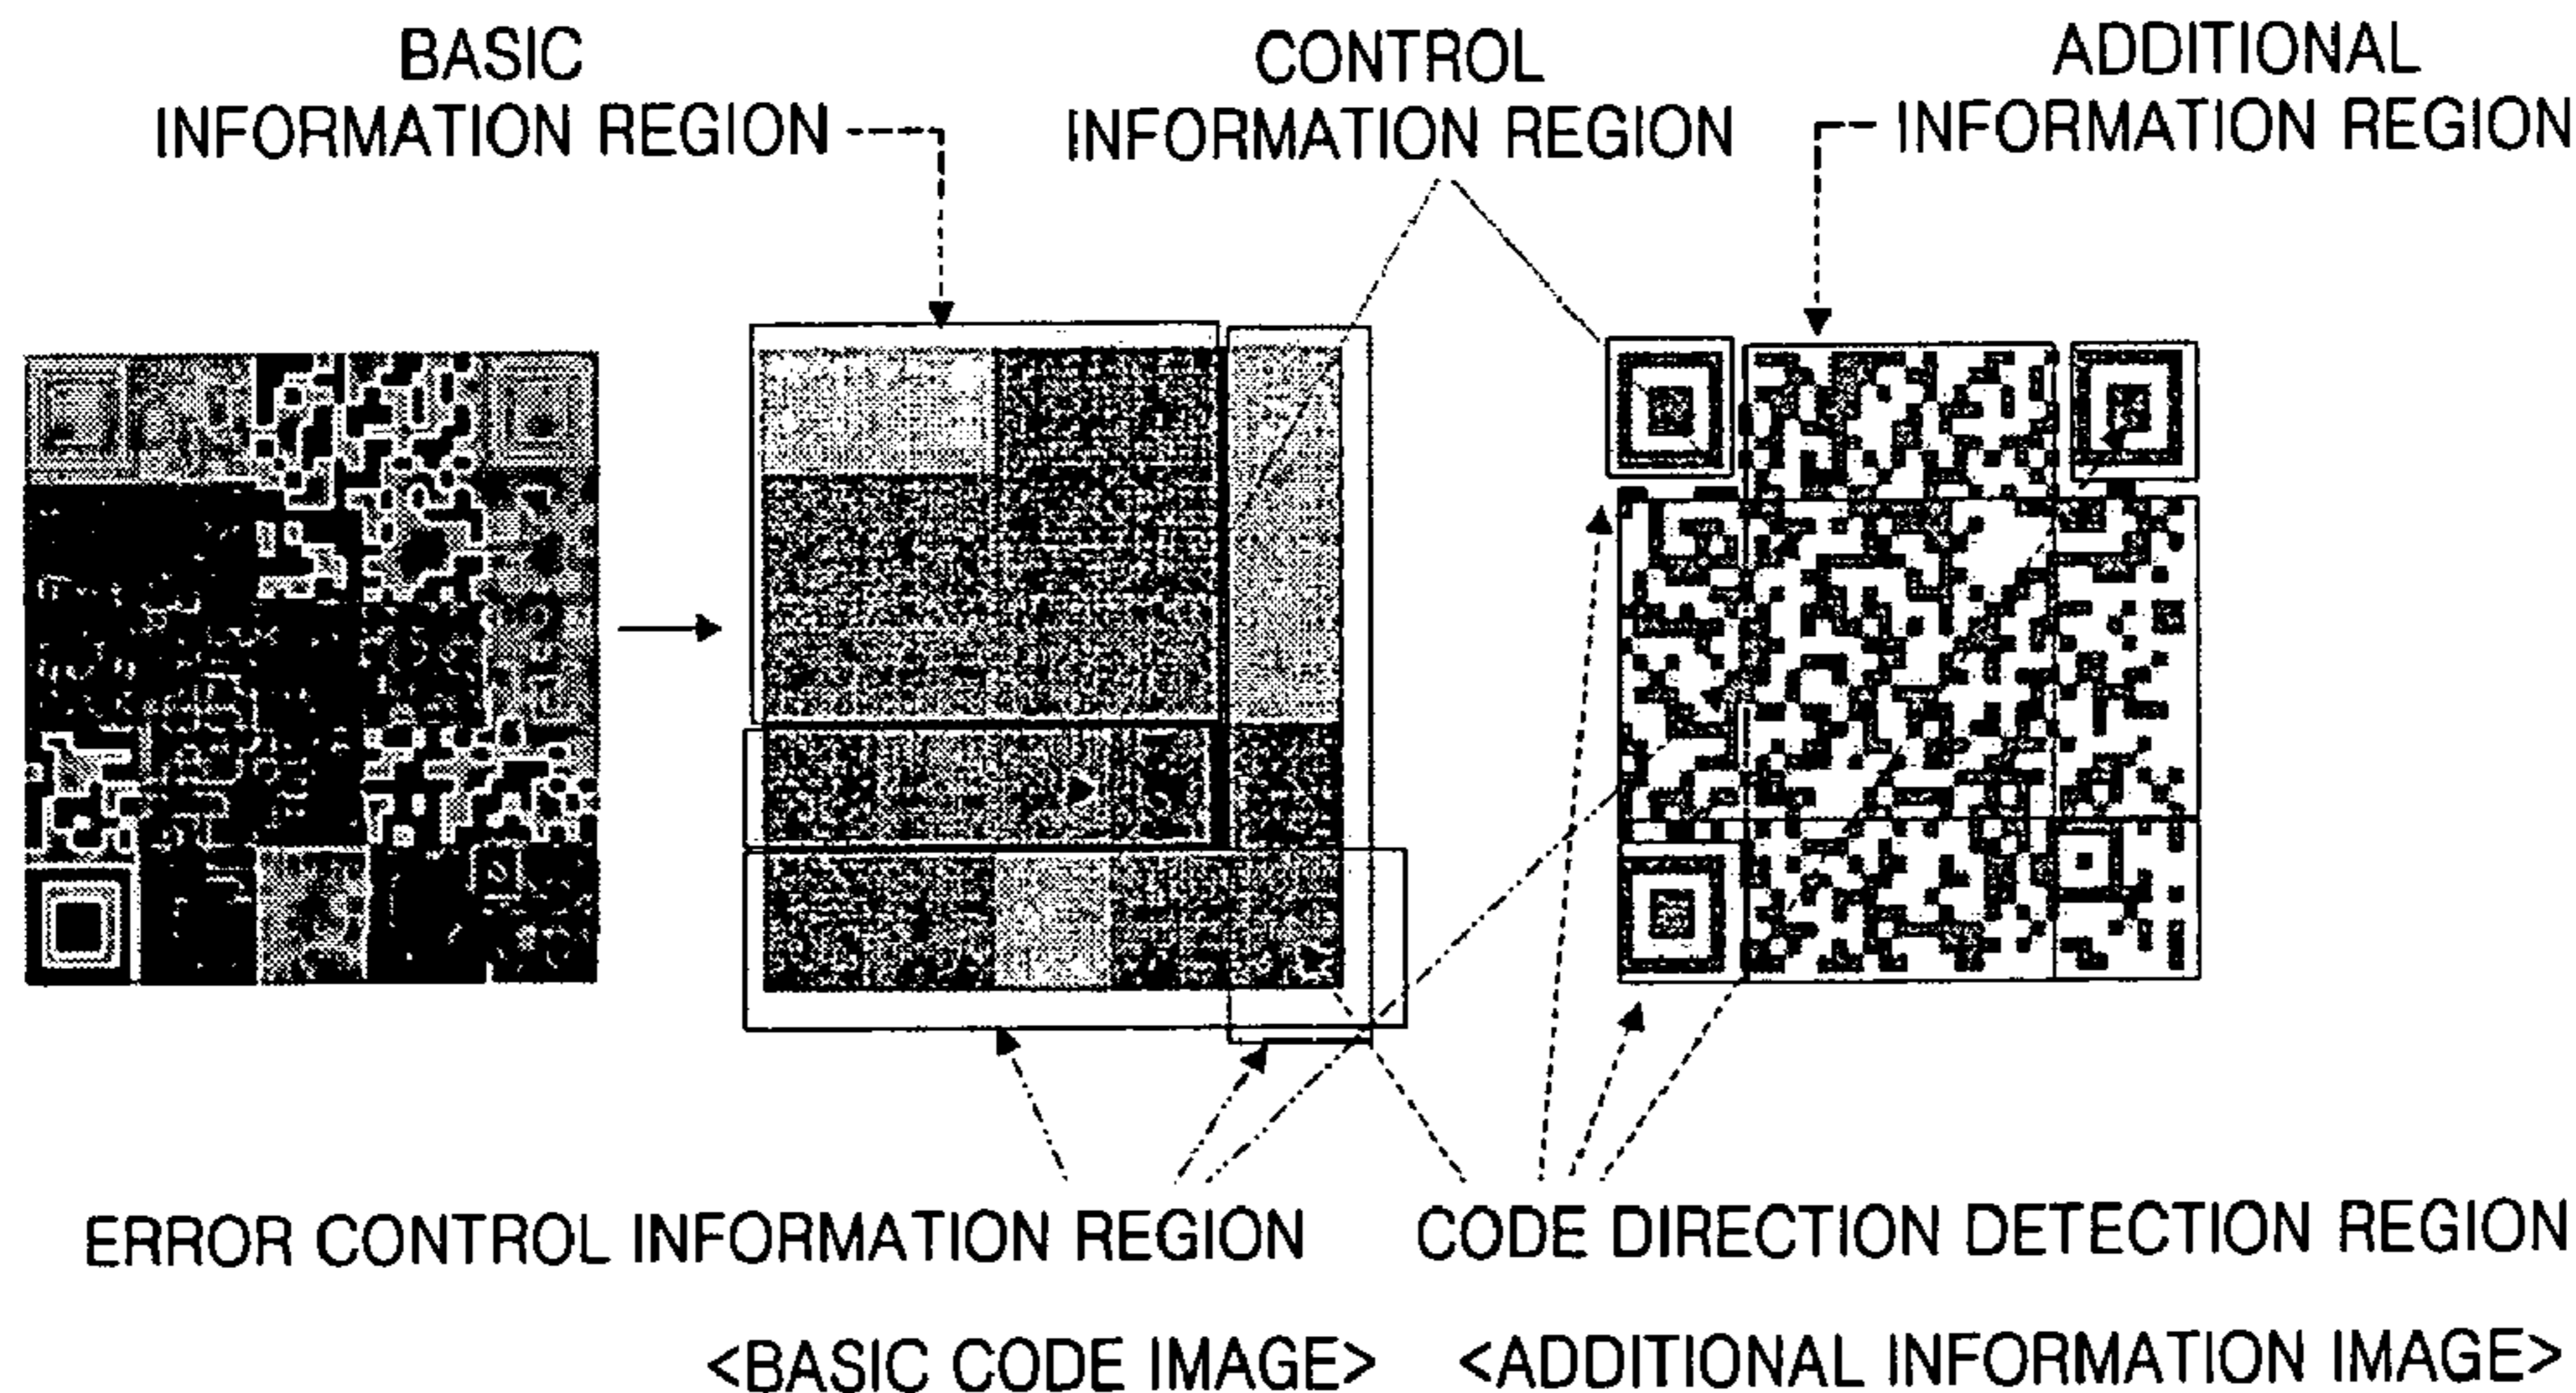 BASIC
INFORMATION REGION
CONTROL
INFORMATION REGION
ADDITIONAL
INFORMATION REGION
ERROR CONTROL INFORMATION REGION
CODE DIRECTION DETECTION REGION
<BASIC CODE IMAGE>
<ADDITIONAL INFORMATION IMAGE>